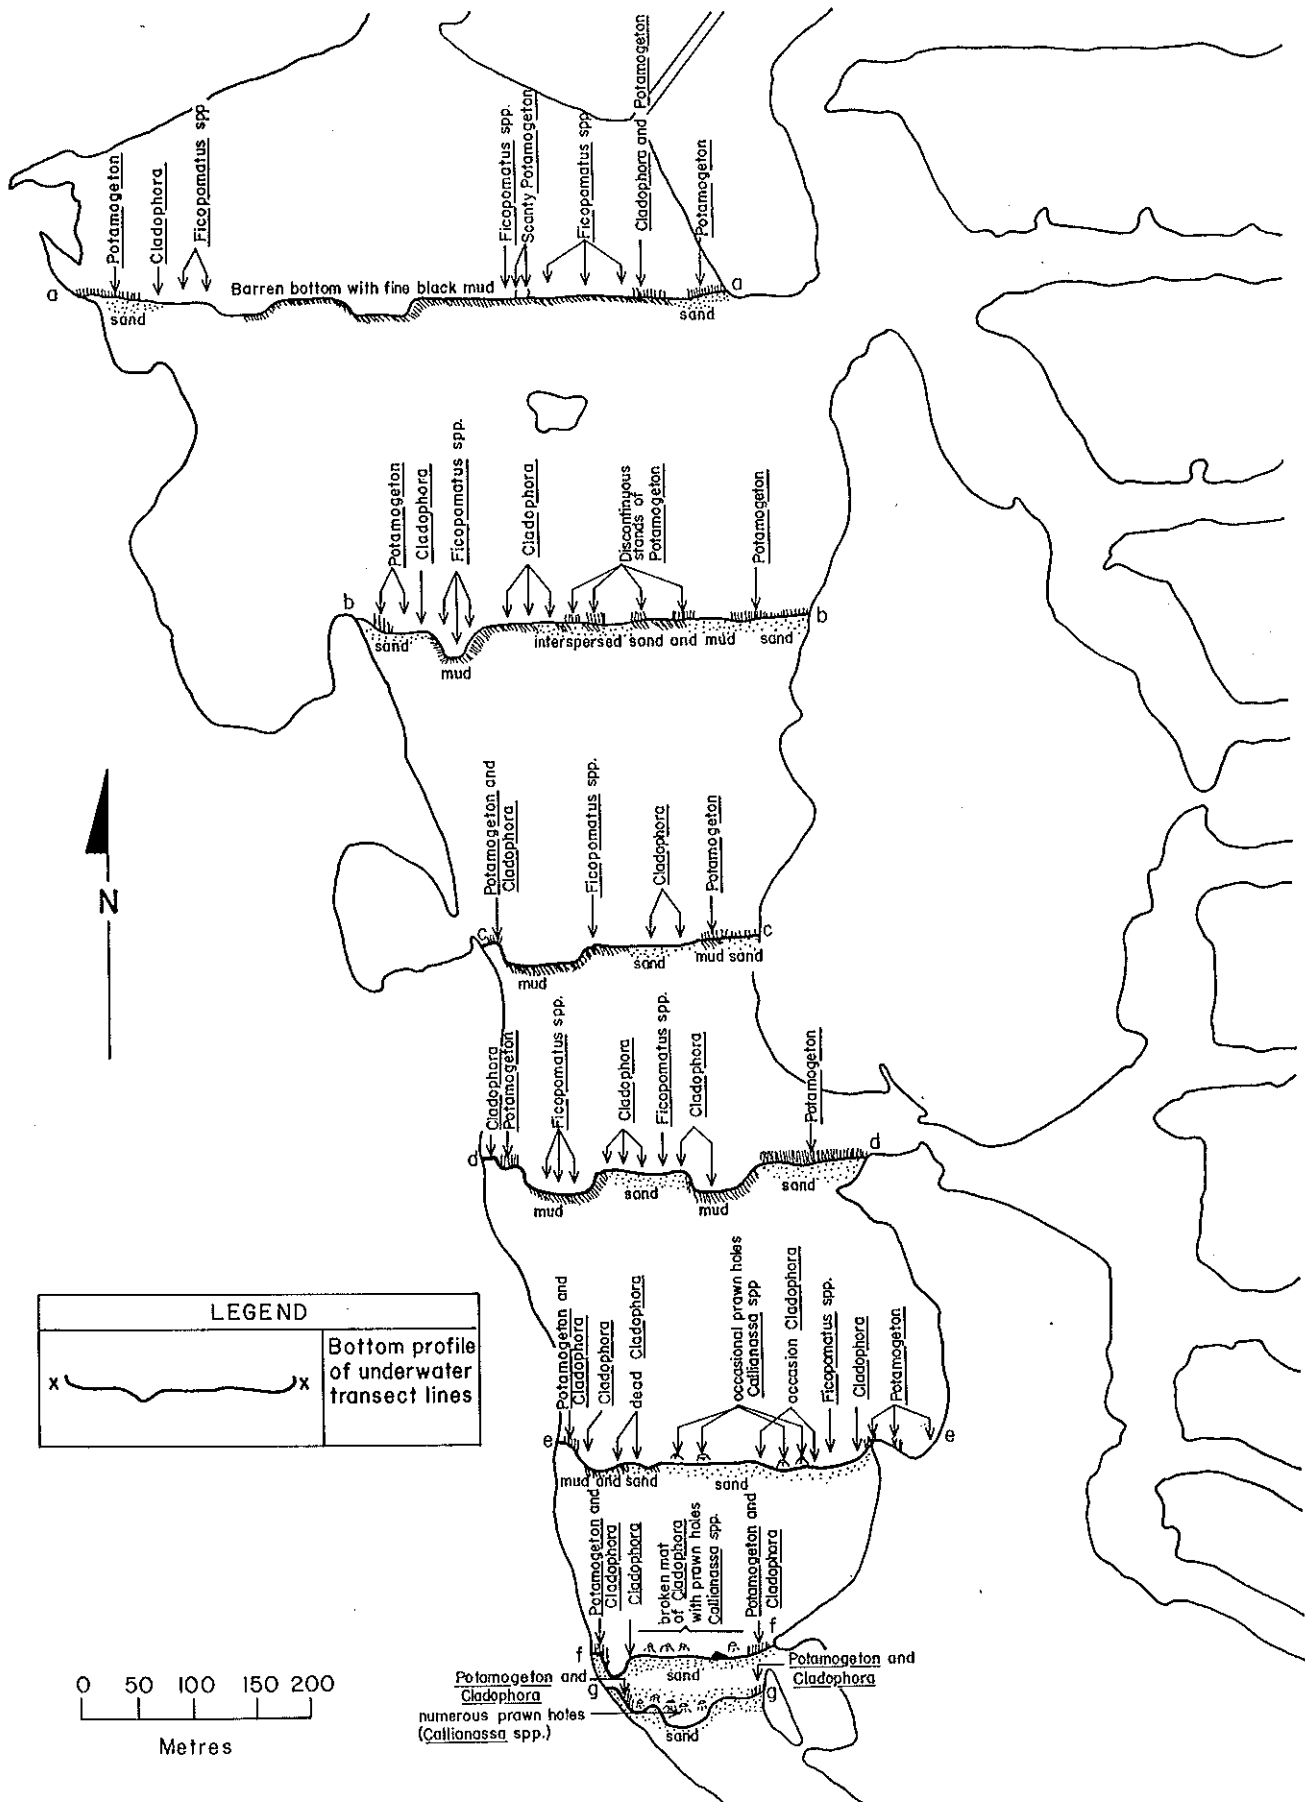 Potamogeton
Cladophora
Ficopomatus spp
Ficopomatus spp.
Scanty Potamogeton
Ficopomatus spp.
Cladophora and Potamogeton
Potamogeton
a
Barren bottom with fine black mud
a
sand
sand
Potamogeton
Cladophora
Ficopomatus spp.
Cladophora
Discontinuous
stands of
Potamogeton
Potamogeton
b
b
sand
mud
interspersed sand and mud
sand
N
Potamogeton and
Cladophora
Ficopomatus spp.
Cladophora
Potamogeton
c
c
mud
sand
mud sand
Cladophora
Potamogeton
Ficopomatus spp.
Cladophora
Ficopomatus spp.
Cladophora
Potamogeton
d
d
mud
sand
mud
sand
LEGEND
x x
Bottom profile
of underwater
transect lines
Potamogeton and
Cladophora
Cladophora
dead Cladophora
occasional prawn holes
Callianassa spp
occasion Cladophora
Ficopomatus spp.
Cladophora
Potamogeton
e
e
mud and sand
sand
Potamogeton and
Cladophora
Cladophora
broken mat
of Cladophora
with prawn holes
Callianassa spp.
Potamogeton and
Cladophora
f
f
sand
Potamogeton and
Cladophora
Potamogeton and
Cladophora
g
g
numerous prawn holes
(Callianassa spp.)
sand
0 50 100 150 200
Metres